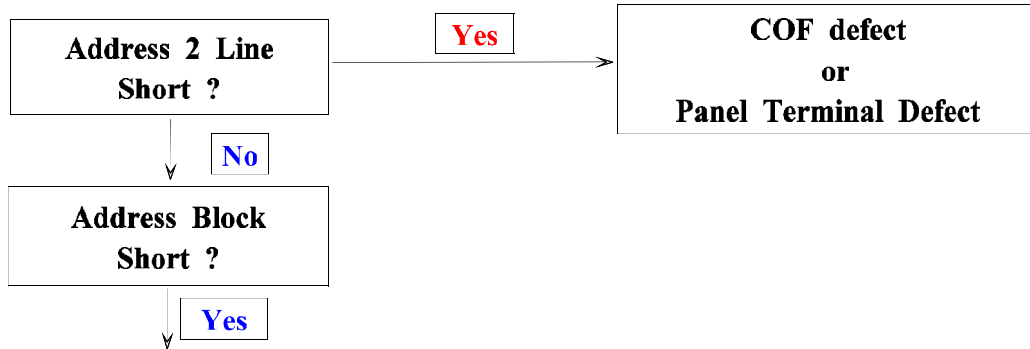 Address 2 Line
Short ?
Yes
COF defect
or
Panel Terminal Defect
No
Address Block
Short ?
Yes